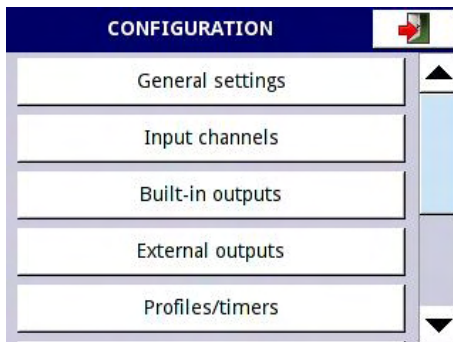 CONFIGURATION
General settings
Input channels
Built-in outputs
External outputs
Profiles/timers